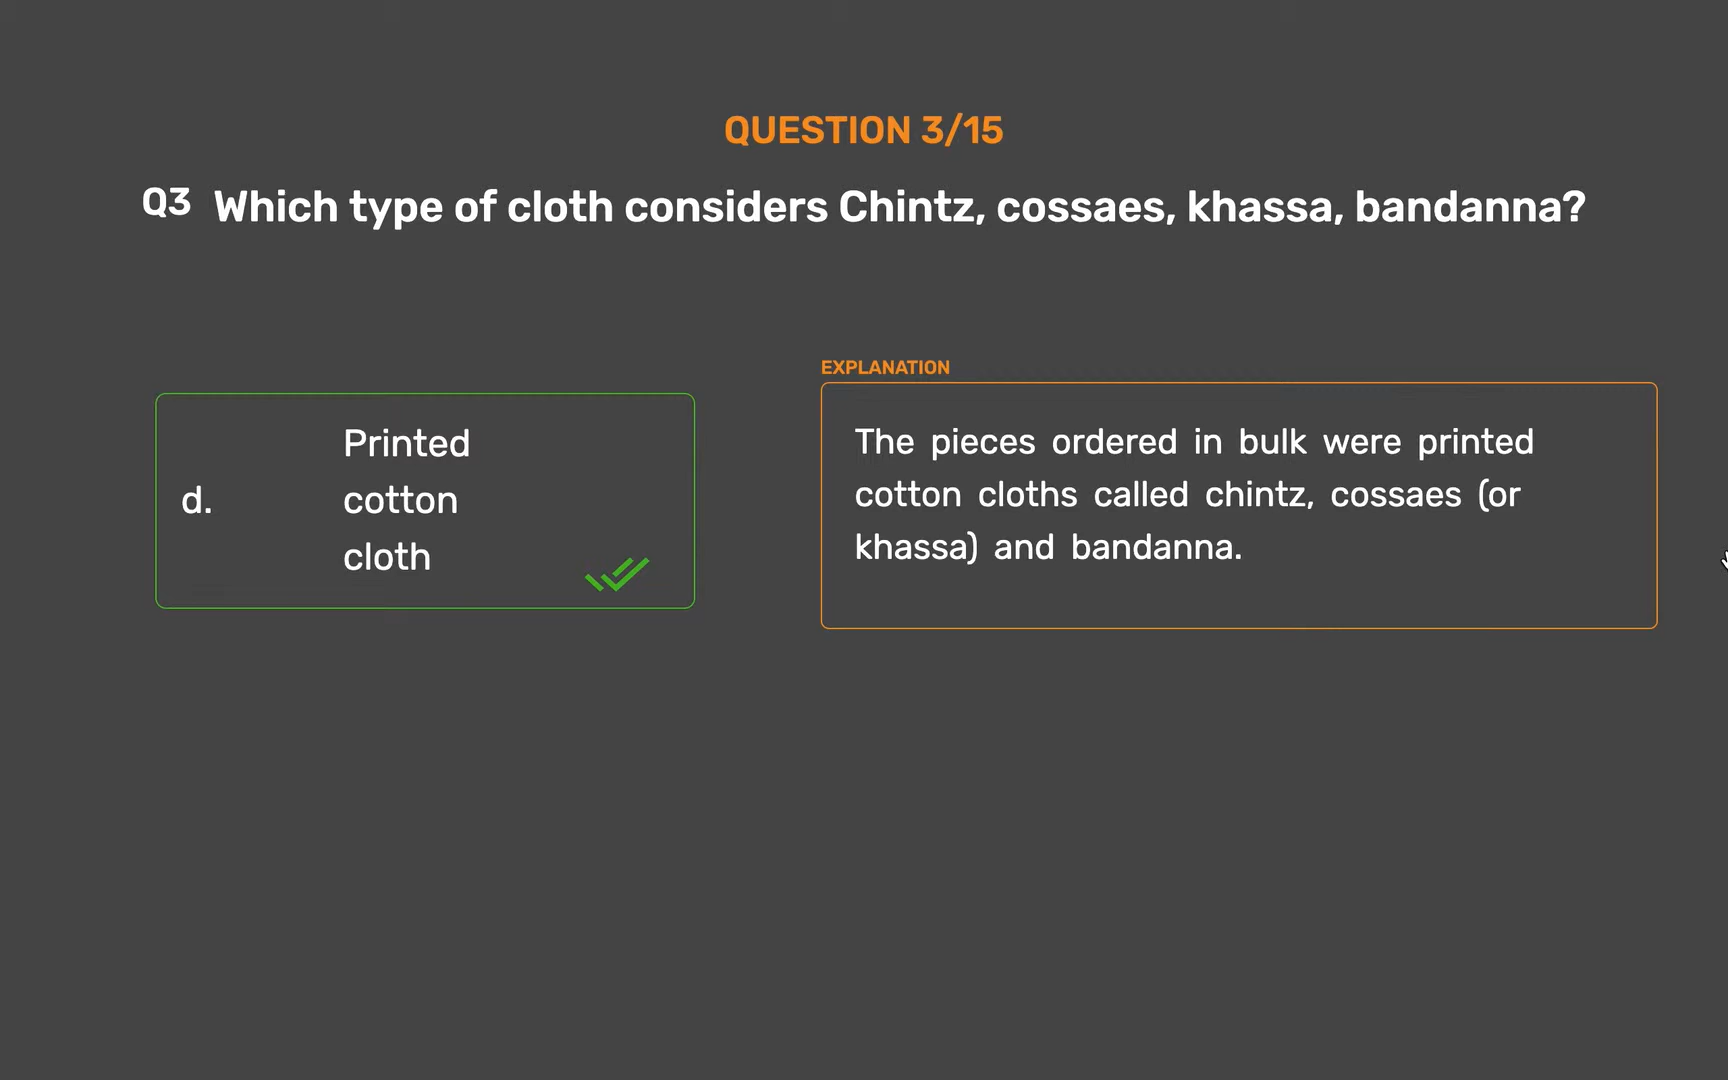 QUESTION 3/15
Q3 Which type of cloth considers Chintz, cossaes, khassa, bandanna?
d. Printed
cotton
cloth
EXPLANATION
The pieces ordered in bulk were printed
cotton cloths called chintz, cossaes (or
khassa) and bandanna.